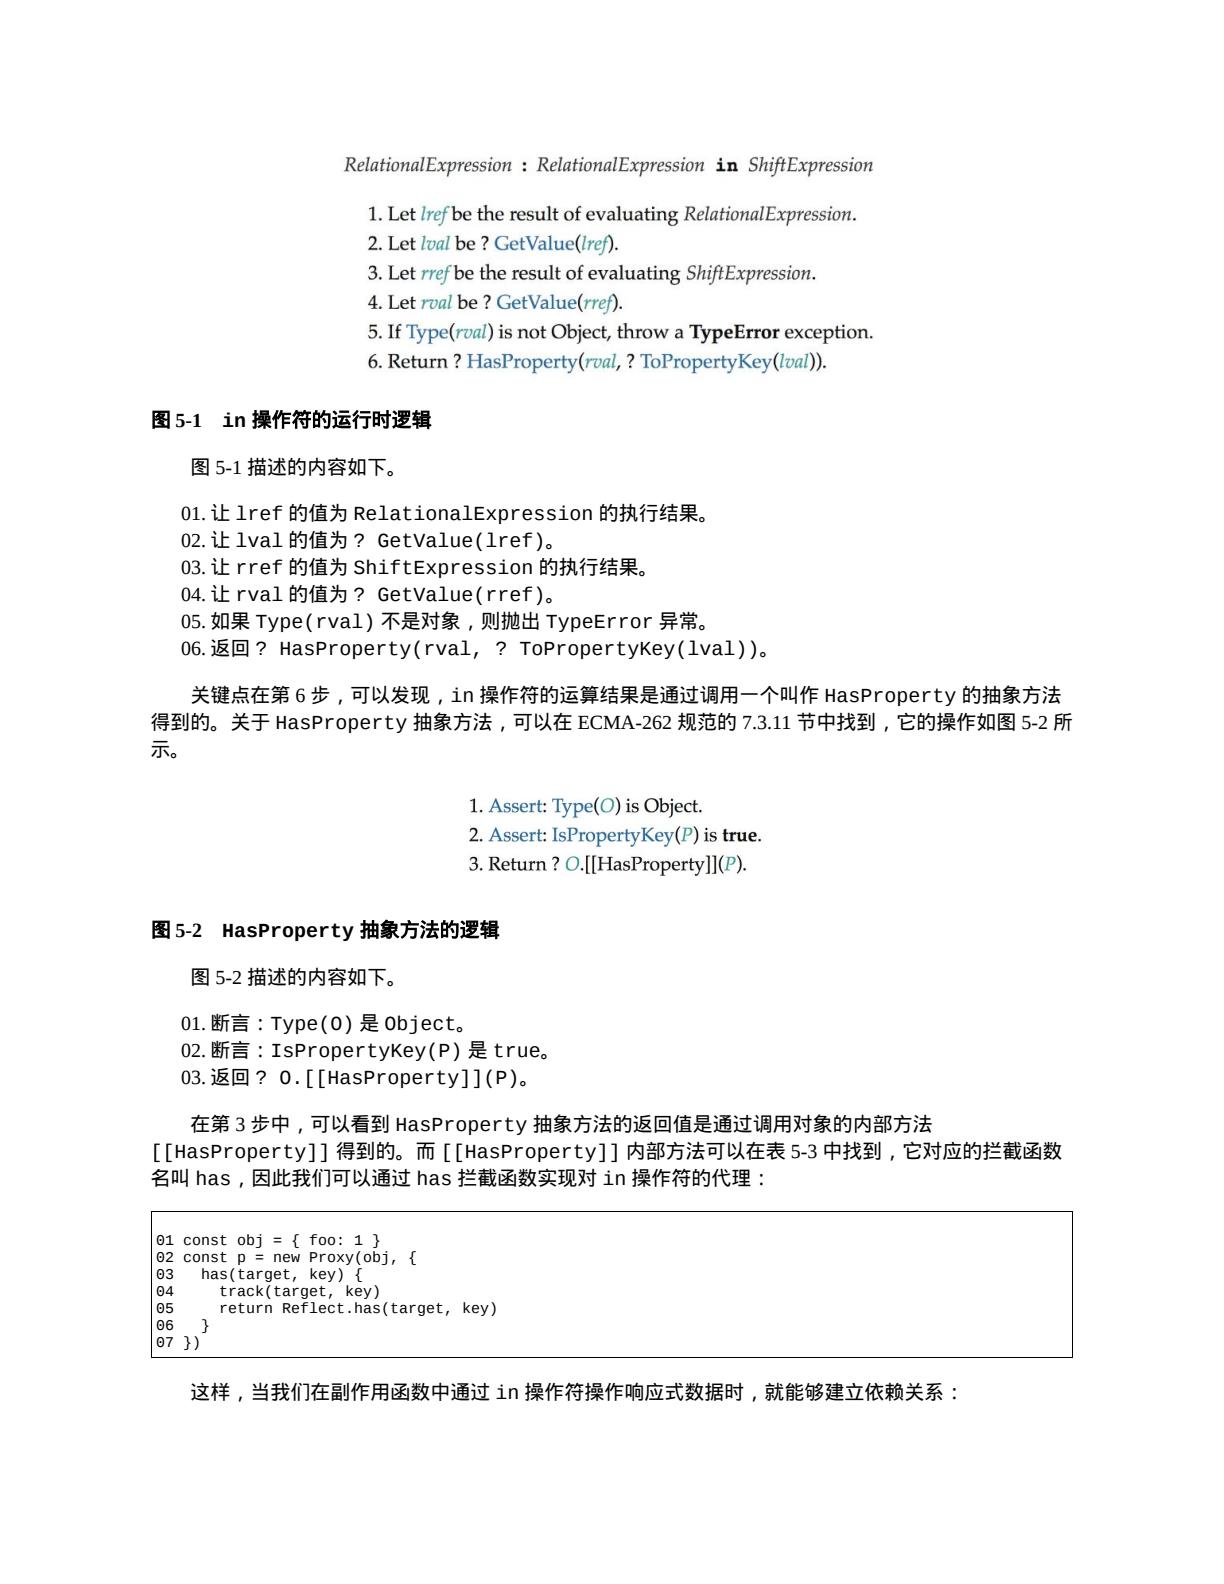 RelationalExpression : RelationalExpression in ShiftExpression
1. Let lref be the result of evaluating RelationalExpression.
2. Let lval be ? GetValue(lref).
3. Let rref be the result of evaluating ShiftExpression.
4. Let rval be ? GetValue(rref).
5. If Type(rval) is not Object, throw a TypeError exception.
6. Return ? HasProperty(rval, ? ToPropertyKey(lval)).
图 5-1 in 操作符的运行时逻辑
图 5-1 描述的内容如下。
01. 让 lref 的值为 RelationalExpression 的执行结果。
02. 让 lval 的值为 ? GetValue(lref)。
03. 让 rref 的值为 ShiftExpression 的执行结果。
04. 让 rval 的值为 ? GetValue(rref)。
05. 如果 Type(rval) 不是对象，则抛出 TypeError 异常。
06. 返回 ? HasProperty(rval, ? ToPropertyKey(lval))。
关键点在第 6 步，可以发现，in 操作符的运算结果是通过调用一个叫作 HasProperty 的抽象方法
得到的。关于 HasProperty 抽象方法，可以在 ECMA-262 规范的 7.3.11 节中找到，它的操作如图 5-2 所
示。
1. Assert: Type(O) is Object.
2. Assert: IsPropertyKey(P) is true.
3. Return ? O.[[HasProperty]](P).
图 5-2 HasProperty 抽象方法的逻辑
图 5-2 描述的内容如下。
01. 断言：Type(O) 是 Object。
02. 断言：IsPropertyKey(P) 是 true。
03. 返回 ? O.[[HasProperty]](P)。
在第 3 步中，可以看到 HasProperty 抽象方法的返回值是通过调用对象的内部方法
[[HasProperty]] 得到的。而 [[HasProperty]] 内部方法可以在表 5-3 中找到，它对应的拦截函数
名叫 has，因此我们可以通过 has 拦截函数实现对 in 操作符的代理：
01 const obj = { foo: 1 }
02 const p = new Proxy(obj, {
03   has(target, key) {
04     track(target, key)
05     return Reflect.has(target, key)
06   }
07 })
这样，当我们在副作用函数中通过 in 操作符操作响应式数据时，就能够建立依赖关系：